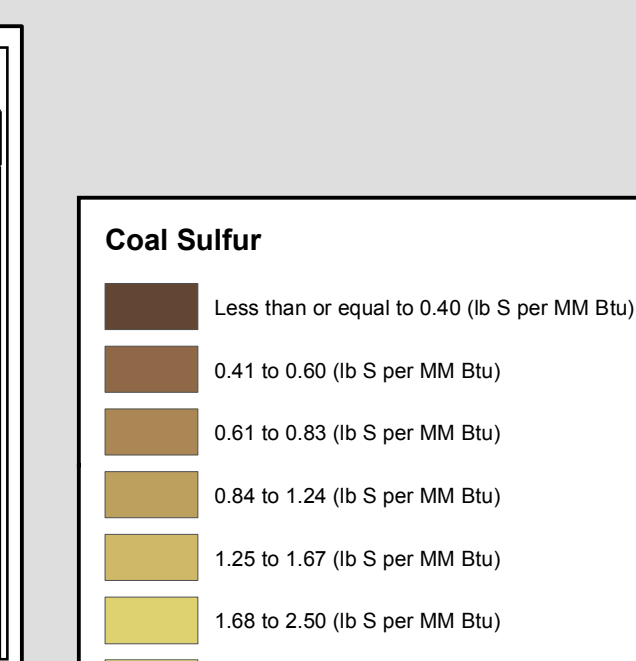 Coal Sulfur
Less than or equal to 0.40 (lb S per MM Btu)
0.41 to 0.60 (lb S per MM Btu)
0.61 to 0.83 (lb S per MM Btu)
0.84 to 1.24 (lb S per MM Btu)
1.25 to 1.67 (lb S per MM Btu)
1.68 to 2.50 (lb S per MM Btu)